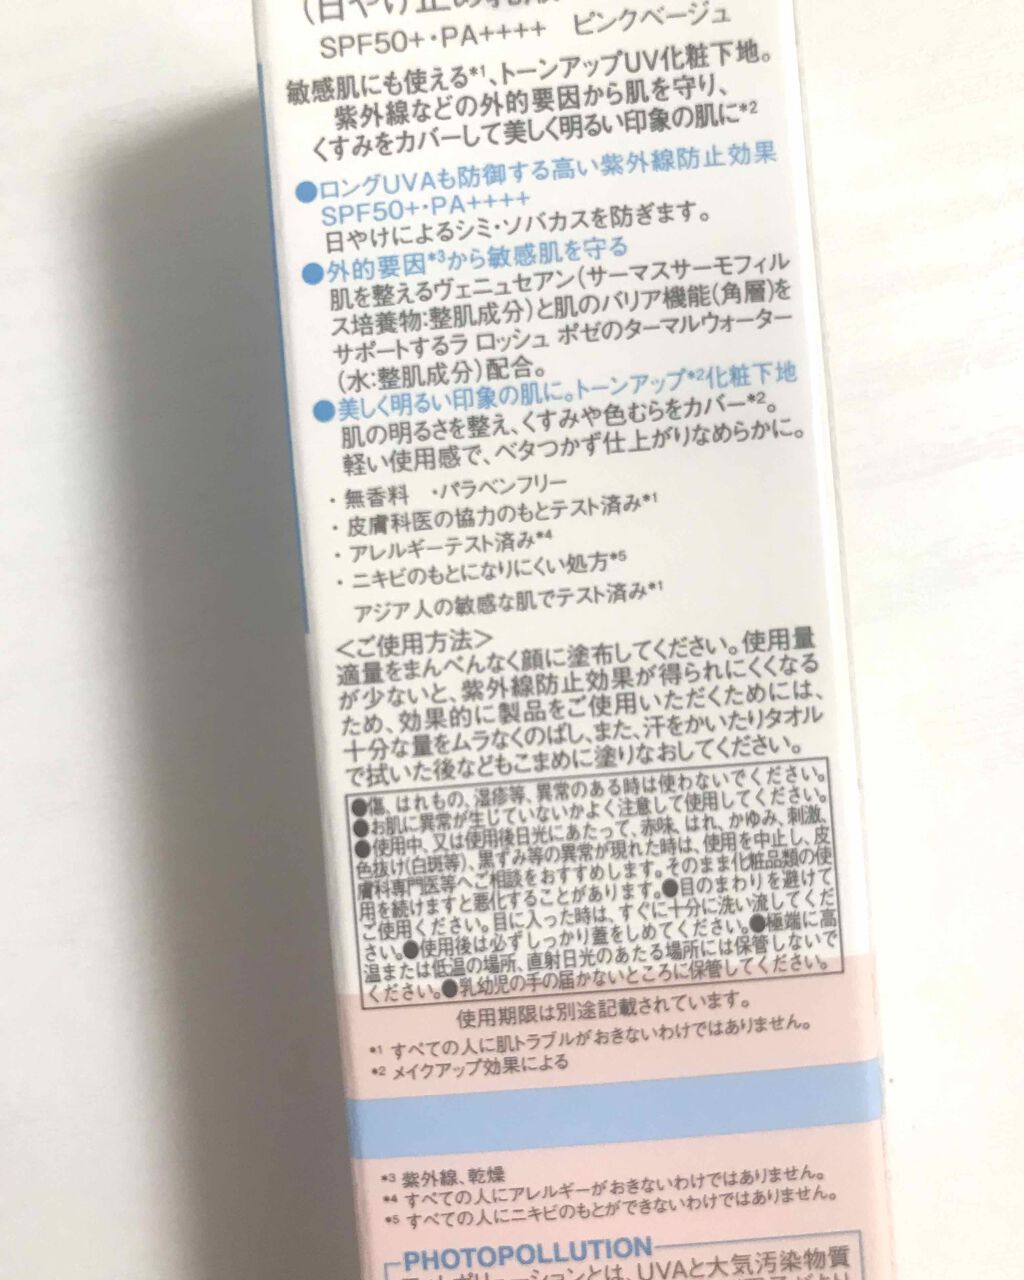 (日やけ止め乳液
SPF50+・PA++++　ピンクベージュ
敏感肌にも使える*1、トーンアップUV化粧下地。
紫外線などの外的要因から肌を守り、
くすみをカバーして美しく明るい印象の肌に*2
●ロングUVAも防御する高い紫外線防止効果
SPF50+・PA++++
日やけによるシミ・ソバカスを防ぎます。
●外的要因*3から敏感肌を守る
肌を整えるヴェニュセアン(サーマスサーモフィル
ス培養物:整肌成分)と肌のバリア機能(角層)を
サポートするラ ロッシュ ポゼのターマルウォーター
(水:整肌成分)配合。
●美しく明るい印象の肌に。トーンアップ*2化粧下地
肌の明るさを整え、くすみや色むらをカバー*2。
軽い使用感で、ベタつかず仕上がりなめらかに。
・無香料　・パラベンフリー
・皮膚科医の協力のもとテスト済み*1
・アレルギーテスト済み*4
・ニキビのもとになりにくい処方*5
アジア人の敏感な肌でテスト済み*1
＜ご使用方法＞
適量をまんべんなく顔に塗布してください。使用量
が少ないと、紫外線防止効果が得られにくくなる
ため、効果的に製品をご使用いただくためには、
十分な量をムラなくのばし、また、汗をかいたりタオル
で拭いた後などもこまめに塗りなおしてください。
●傷、はれもの、湿疹等、異常のある時は使わないでください。
●お肌に異常が生じていないかよく注意して使用してください。
●使用中、又は使用後日光にあたって、赤味、はれ、かゆみ、刺激、
色抜け(白斑等)、黒ずみ等の異常が現れた時は、使用を中止し、皮
膚科専門医等へご相談をおすすめします。そのまま化粧品類の使
用を続けますと悪化することがあります。●目のまわりを避けて
ご使用ください。目に入った時は、すぐに十分に洗い流してくだ
さい。●使用後は必ずしっかり蓋をしめてください。●極端に高
温または低温の場所、直射日光のあたる場所には保管しないで
ください。●乳幼児の手の届かないところに保管してください。
使用期限は別途記載されています。
*1 すべての人に肌トラブルがおきないわけではありません。
*2 メイクアップ効果による
*3 紫外線、乾燥
*4 すべての人にアレルギーがおきないわけではありません。
*5 すべての人にニキビのもとができないわけではありません。
PHOTOPOLLUTION
フォトポリューションとは、UVAと大気汚染物質